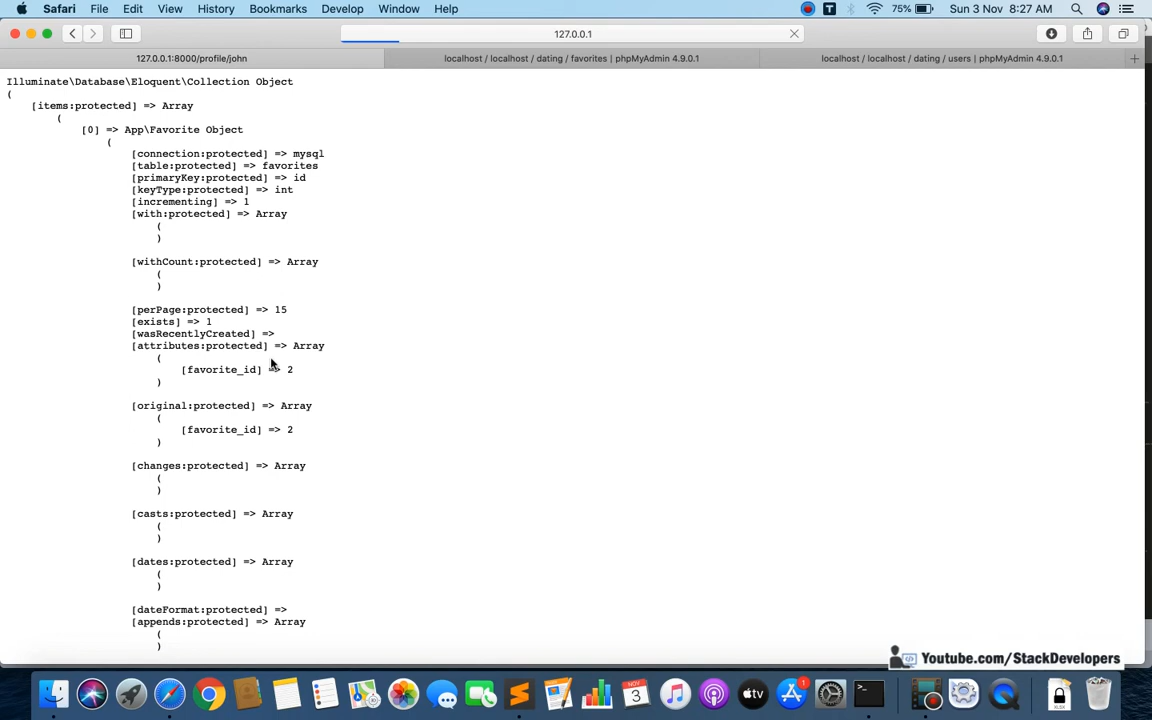 Safari File Edit View History Bookmarks Develop Window Help 75% Sun 3 Nov 8:27 AM
127.0.0.1
127.0.0.1:8000/profile/john localhost / localhost / dating / favorites | phpMyAdmin 4.9.0.1 localhost / localhost / dating / users | phpMyAdmin 4.9.0.1
Illuminate\Database\Eloquent\Collection Object
(
[items:protected] => Array
(
[0] => App\Favorite Object
(
[connection:protected] => mysql
[table:protected] => favorites
[primaryKey:protected] => id
[keyType:protected] => int
[incrementing] => 1
[with:protected] => Array
(
)
[withCount:protected] => Array
(
)
[perPage:protected] => 15
[exists] => 1
[wasRecentlyCreated] =>
[attributes:protected] => Array
(
[favorite_id] => 2
)
[original:protected] => Array
(
[favorite_id] => 2
)
[changes:protected] => Array
(
)
[casts:protected] => Array
(
)
[dates:protected] => Array
(
)
[dateFormat:protected] =>
[appends:protected] => Array
(
)
Youtube.com/StackDevelopers